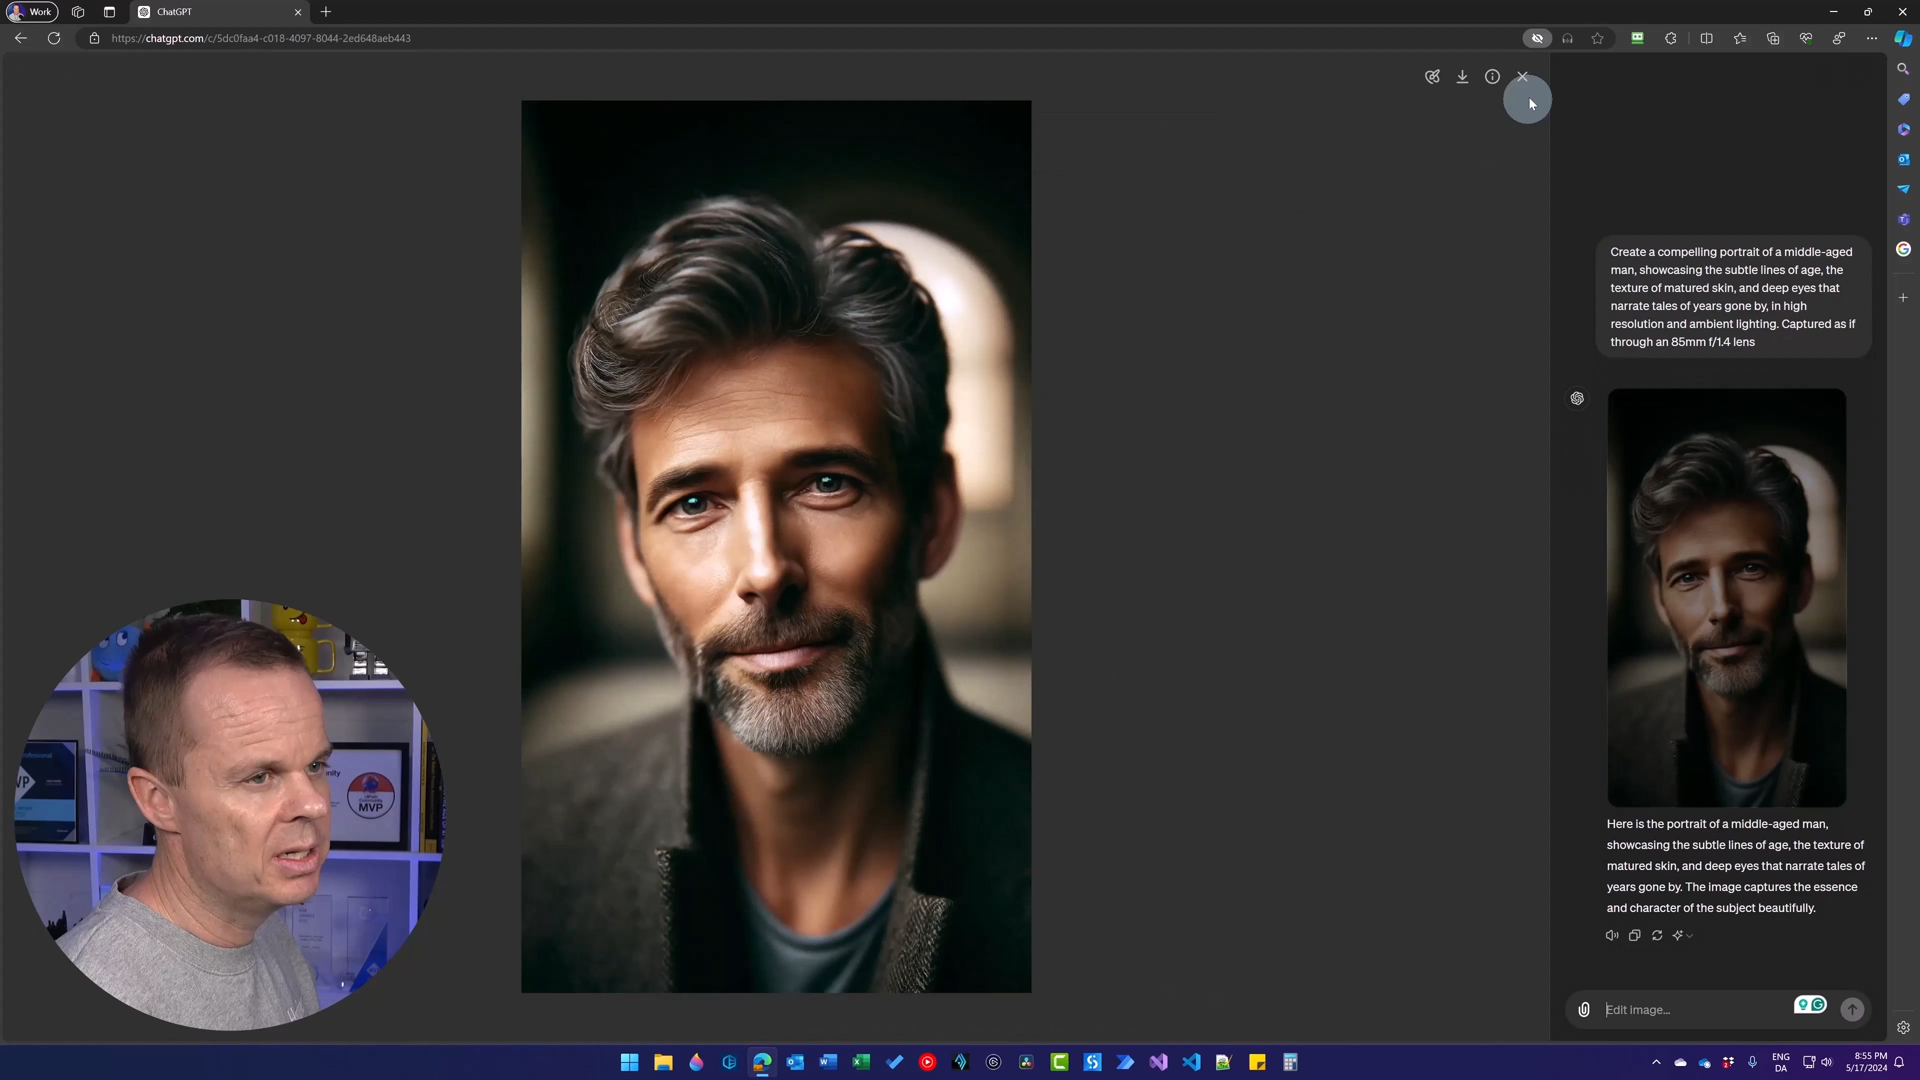 Work
ChatGPT
https://chatgpt.com/c/5dc0faa4-c018-4097-8044-2ed648aeb443
Create a compelling portrait of a middle-aged
man, showcasing the subtle lines of age, the
texture of matured skin, and deep eyes that
narrate tales of years gone by, in high
resolution and ambient lighting. Captured as if
through an 85mm f/1.4 lens
Here is the portrait of a middle-aged man,
showcasing the subtle lines of age, the texture of
matured skin, and deep eyes that narrate tales of
years gone by. The image captures the essence
and character of the subject beautifully.
Edit image...
MVP
ENG
DA
8:55 PM
5/17/2024